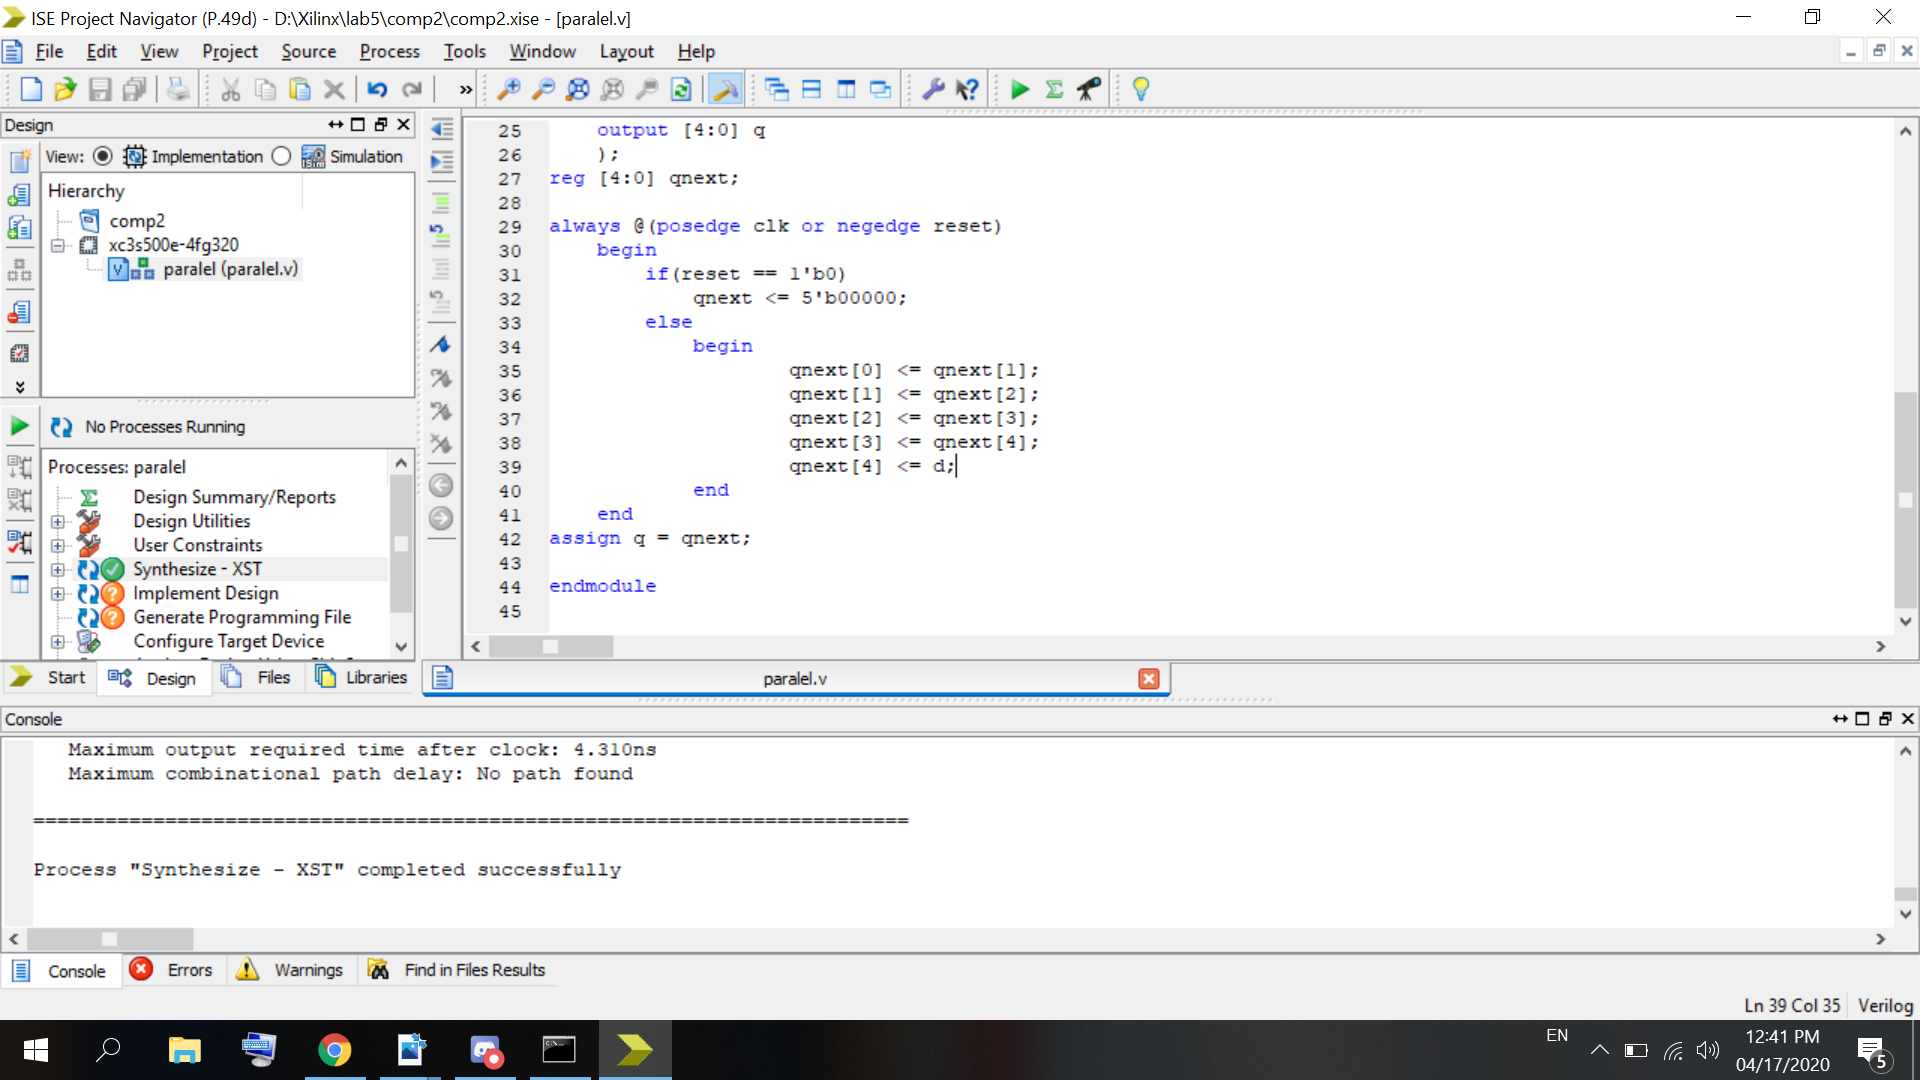 ISE Project Navigator (P.49d) - D:\Xilinx\lab5\comp2\comp2.xise - [paralel.v]
File Edit View Project Source Process Tools Window Layout Help
»
Design
View: Implementation Simulation
Hierarchy
comp2
xc3s500e-4fg320
paralel (paralel.v)
No Processes Running
Processes: paralel
Design Summary/Reports
Design Utilities
User Constraints
Synthesize - XST
Implement Design
Generate Programming File
Configure Target Device
Start Design Files Libraries
25 output [4:0] q
26 );
27 reg [4:0] qnext;
28
29 always @(posedge clk or negedge reset)
30 begin
31 if(reset == 1'b0)
32 qnext <= 5'b00000;
33 else
34 begin
35 qnext[0] <= qnext[1];
36 qnext[1] <= qnext[2];
37 qnext[2] <= qnext[3];
38 qnext[3] <= qnext[4];
39 qnext[4] <= d;
40 end
41 end
42 assign q = qnext;
43
44 endmodule
45
paralel.v
Console
Maximum output required time after clock: 4.310ns
Maximum combinational path delay: No path found
=========================================================================
Process "Synthesize - XST" completed successfully
Console Errors Warnings Find in Files Results
Ln 39 Col 35 Verilog
EN
12:41 PM
04/17/2020
5